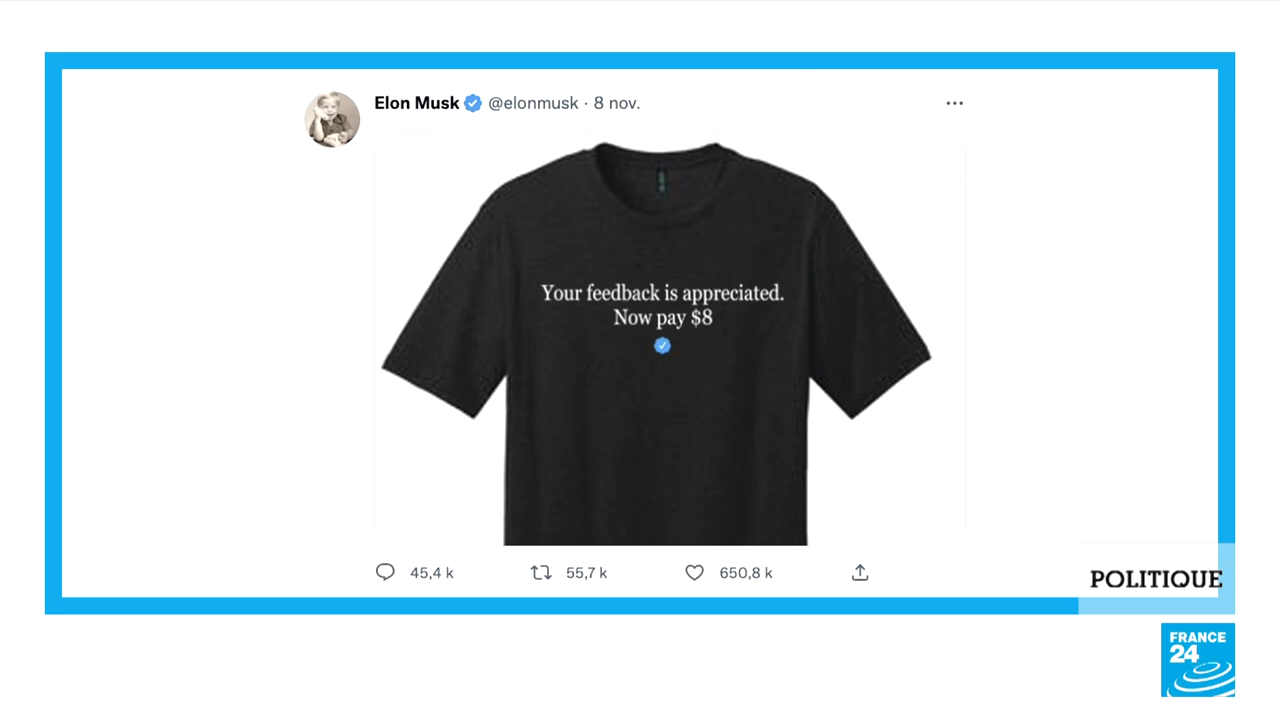 Elon Musk @elonmusk · 8 nov.
Your feedback is appreciated.
Now pay $8
45,4 k 55,7 k 650,8 k
POLITIQUE
FRANCE
24